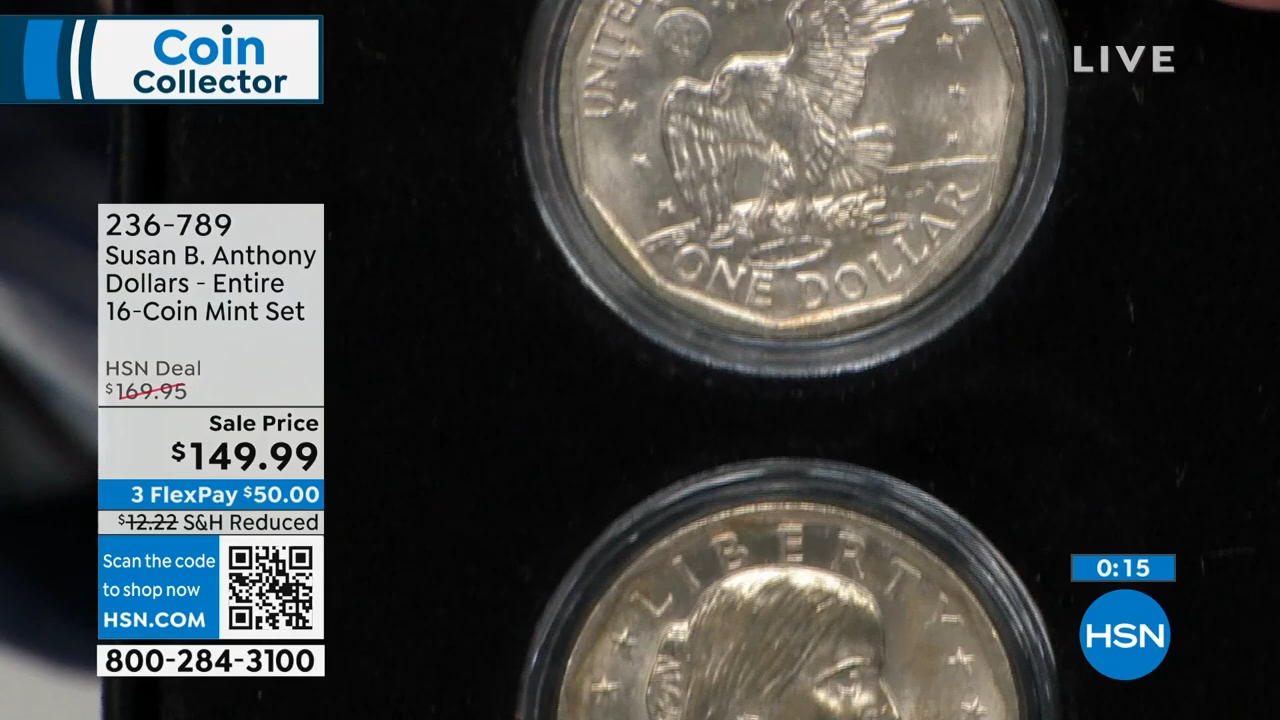 Coin
Collector
LIVE
236-789
Susan B. Anthony
Dollars - Entire
16-Coin Mint Set
HSN Deal
$169.95
Sale Price
$149.99
3 FlexPay $50.00
$12.22 S&H Reduced
Scan the code
to shop now
HSN.COM
800-284-3100
UNITED
ONE DOLLAR
LIBERTY
0:15
HSN